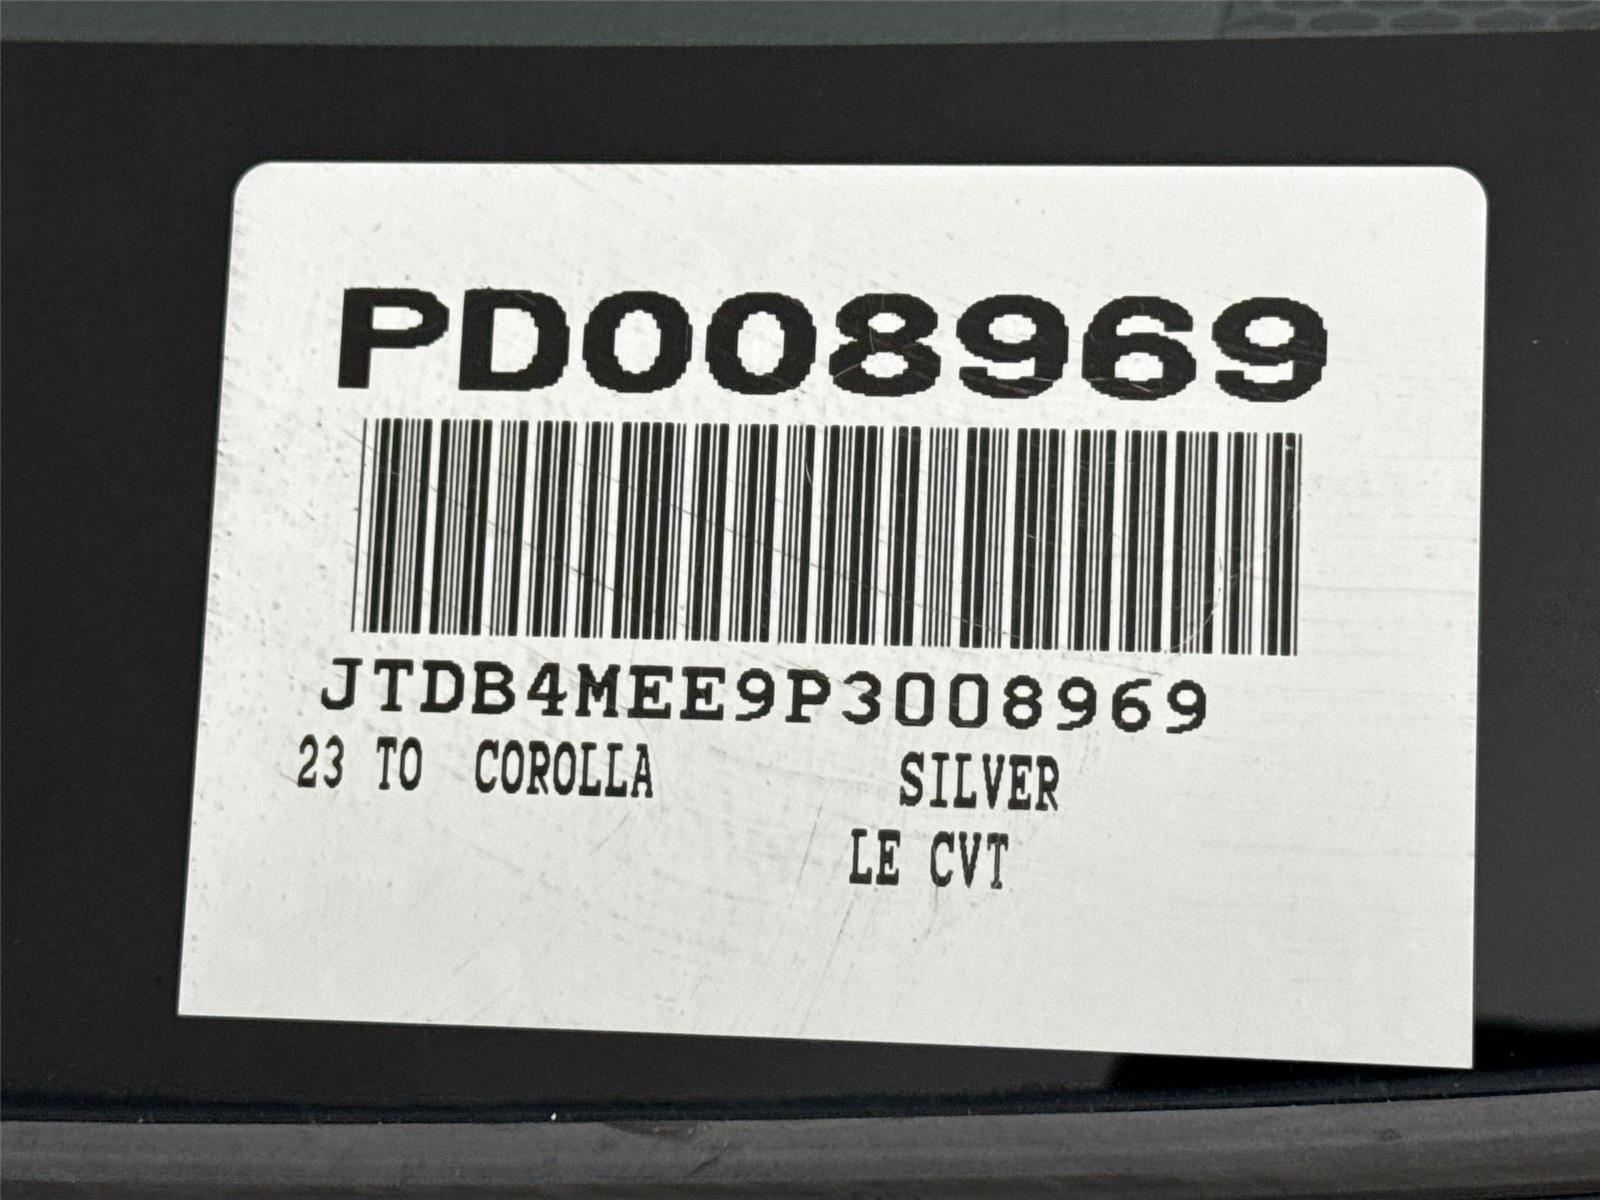 PD008969
JTDB4MEE9P3008969
23 TO COROLLA SILVER
LE CVT